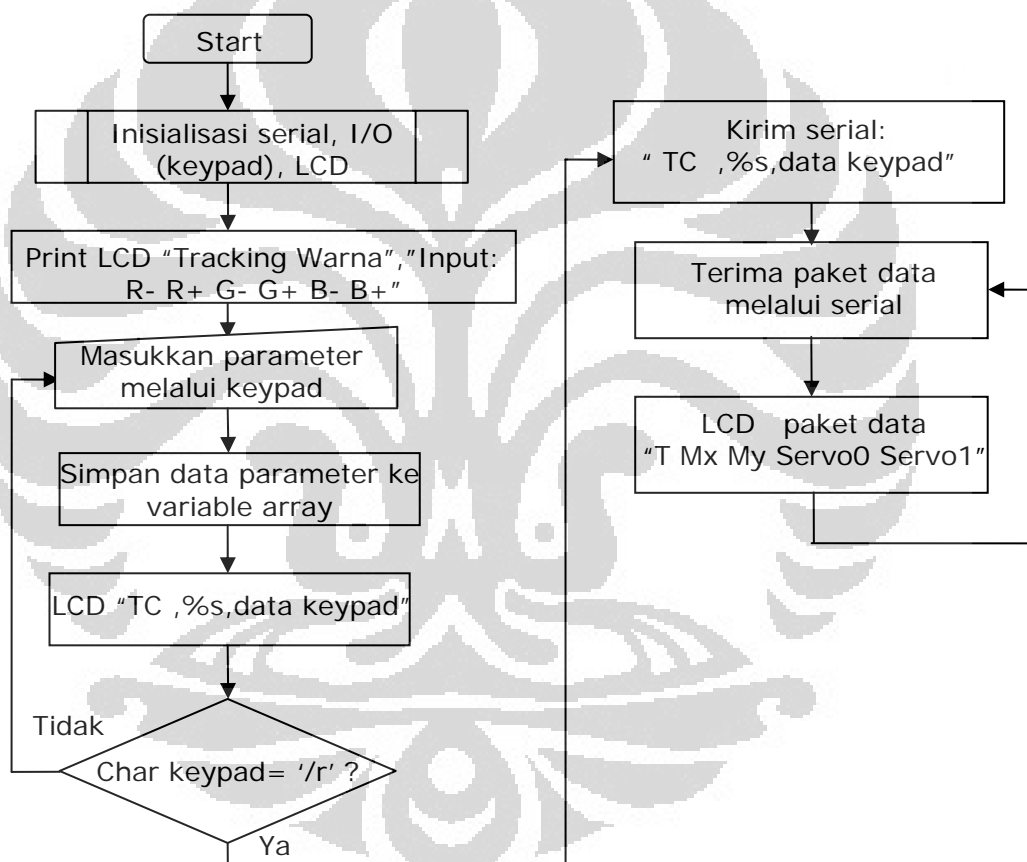 Start
Inisialisasi serial, I/O
(keypad), LCD
Print LCD “Tracking Warna”,”Input:
R- R+ G- G+ B- B+”
Masukkan parameter
melalui keypad
Simpan data parameter ke
variable array
LCD “TC ,%s,data keypad”
Tidak
Char keypad= ‘/r’ ?
Ya
Kirim serial:
“ TC ,%s,data keypad”
Terima paket data
melalui serial
LCD paket data
“T Mx My Servo0 Servo1”